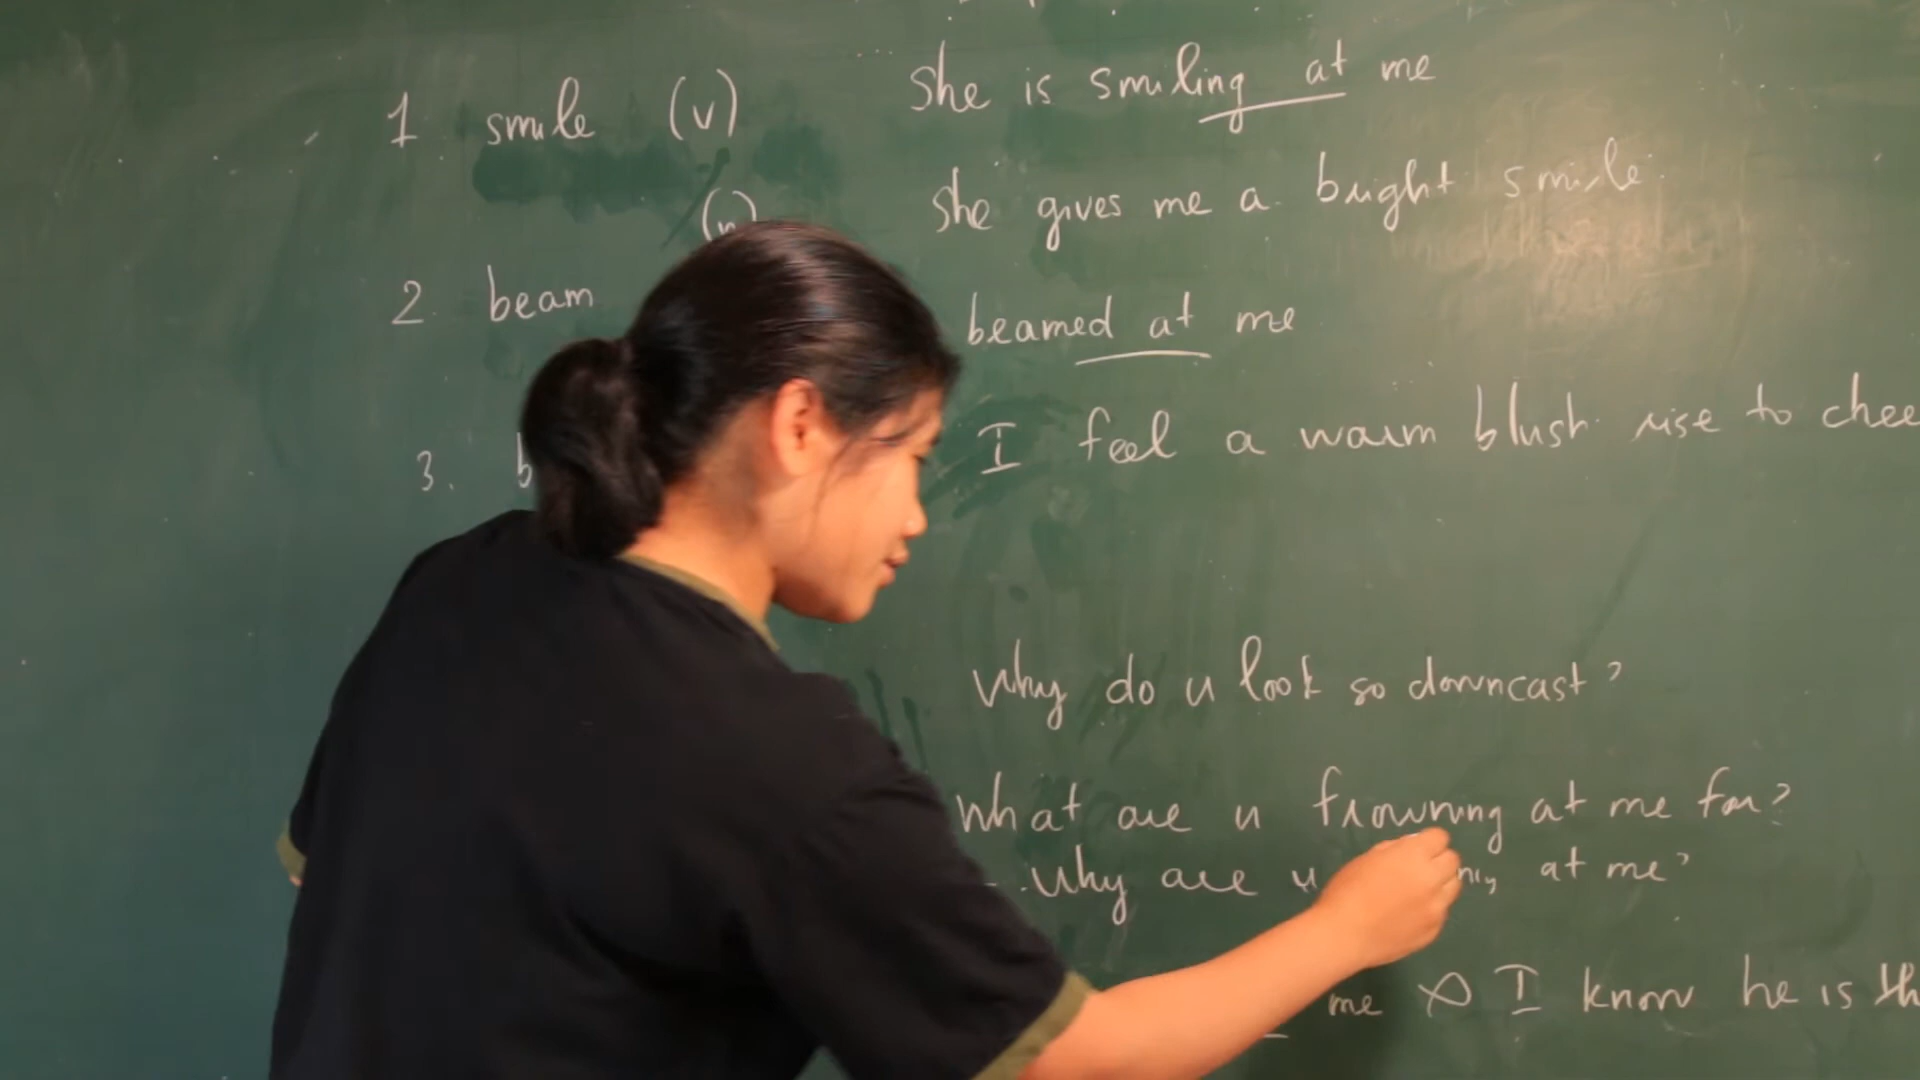 1 smile (v) She is smiling at me
(n) She gives me a bright smile.
2. beam beamed at me
3. I feel a warm blush rise to
Why do u look so downcast?
What are u frowning at me for?
Why are u at me?
me I know he is